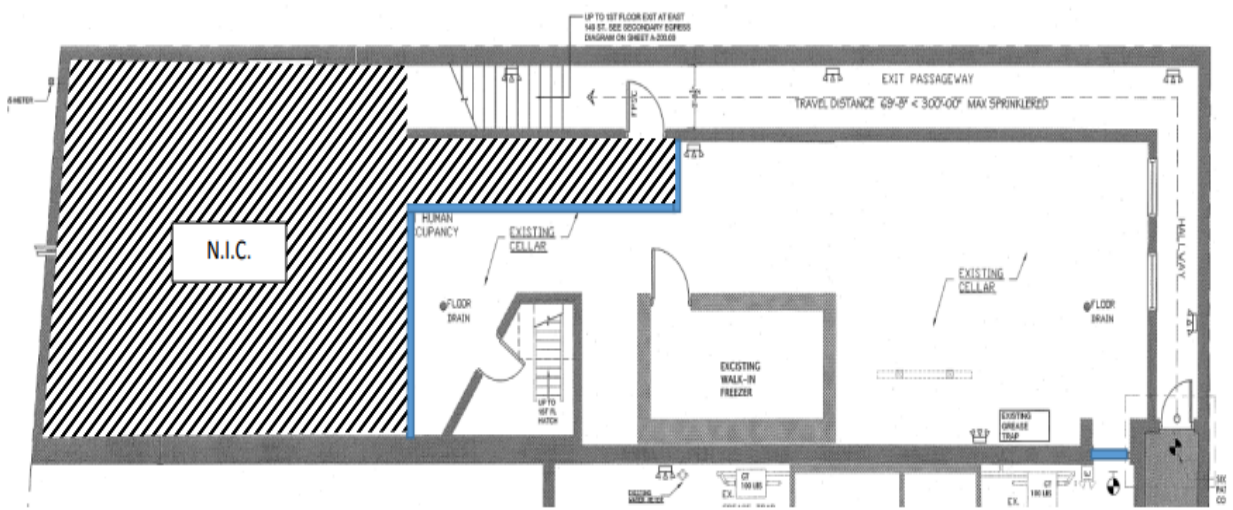 UP TO 1ST FLOOR EXIT AT EAST
149 ST. SEE SECONDARY EGRESS
DIAGRAM ON SHEET A-200.00
METER
EXIT PASSAGEWAY
TRAVEL DISTANCE 69'-8" < 300'-00" MAX SPRINKLERED
HALLWAY
N.I.C.
HUMAN
CUPANCY
EXISTING
CELLAR
EXISTING
CELLAR
FLOOR
DRAIN
FLOOR
DRAIN
EXCISTING
WALK-IN
FREEZER
UP TO
1ST FL
HATCH
EXISTING
GREASE
TRAP
EXISTING
WATER METER
EX.
GT
100 LBS
EX.
GT
100 LBS